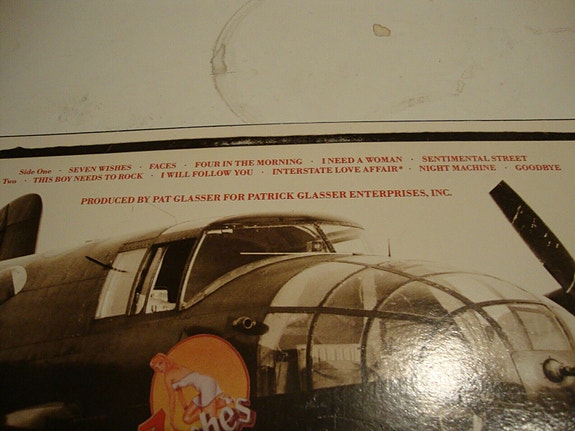 Side One · SEVEN WISHES · FACES · FOUR IN THE MORNING · I NEED A WOMAN · SENTIMENTAL STREET
Two · THIS BOY NEEDS TO ROCK · I WILL FOLLOW YOU · INTERSTATE LOVE AFFAIR* · NIGHT MACHINE · GOODBYE
PRODUCED BY PAT GLASSER FOR PATRICK GLASSER ENTERPRISES, INC.